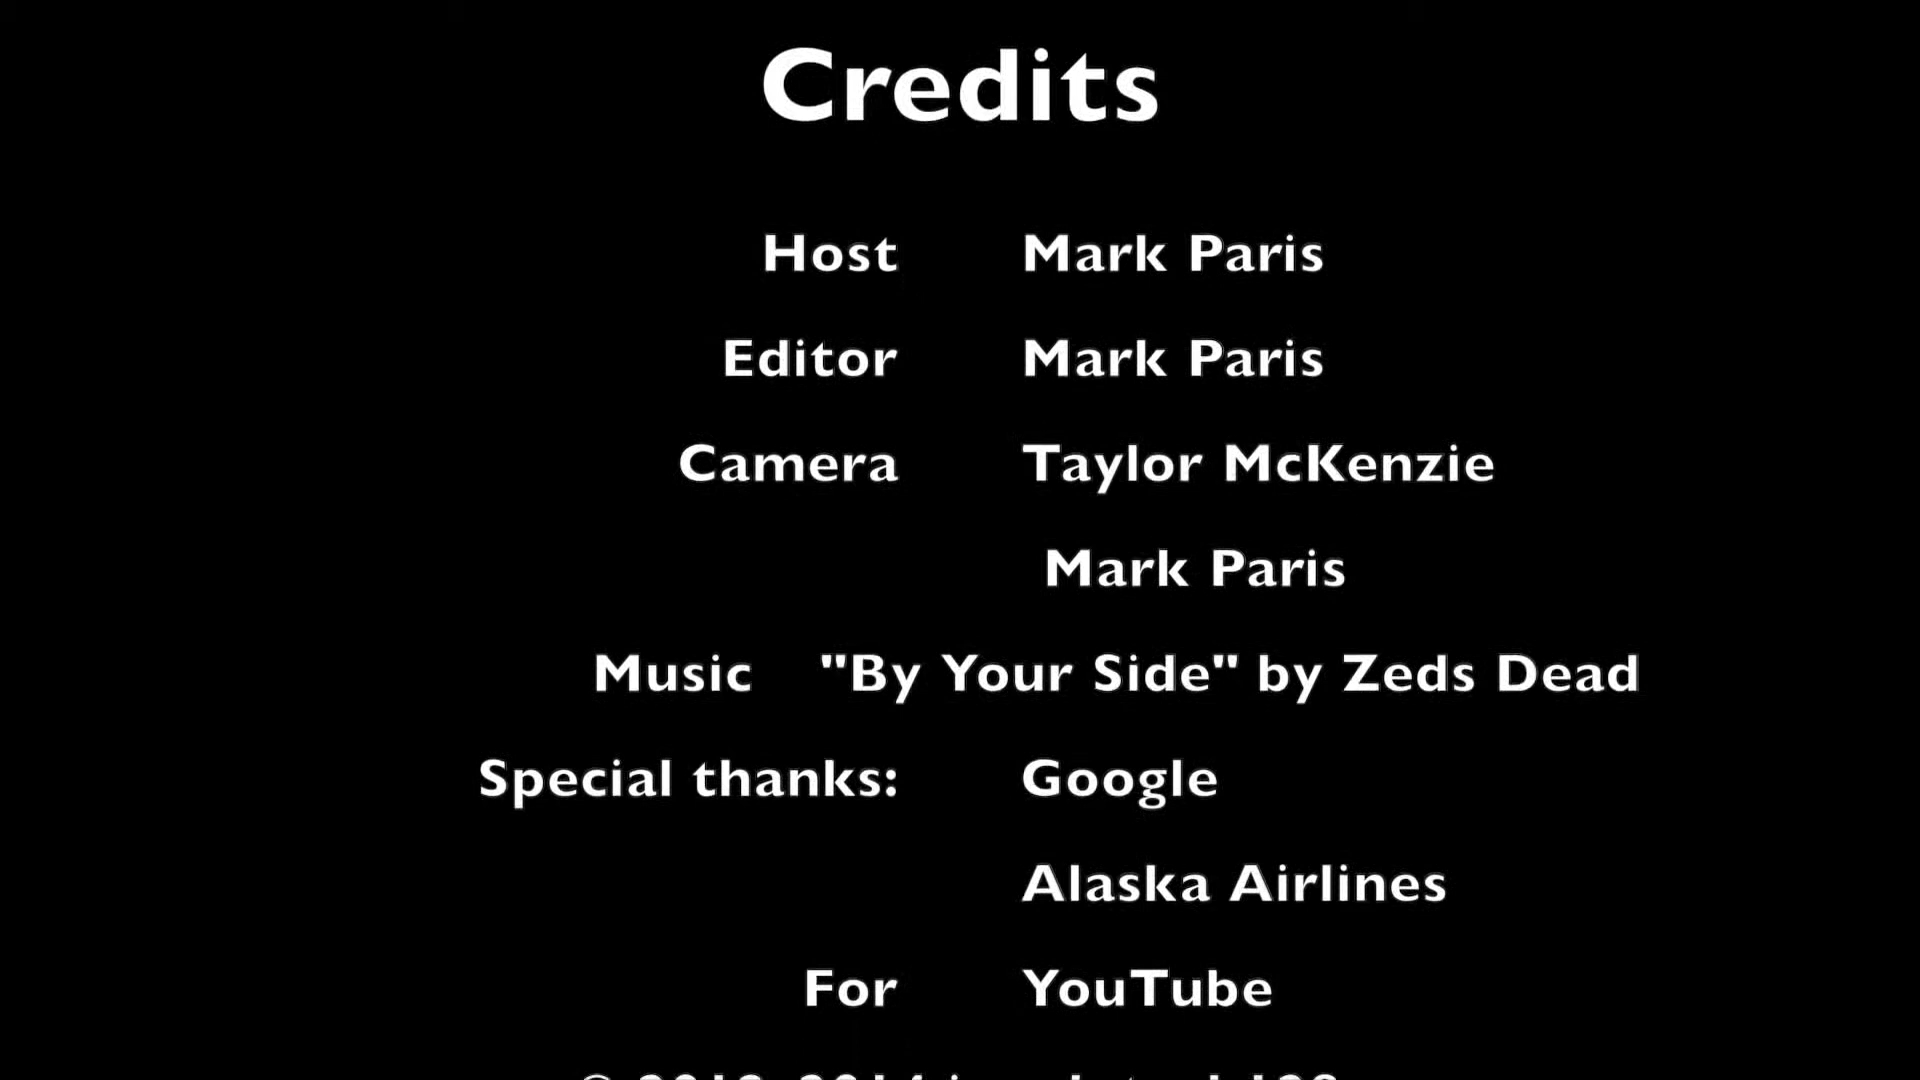 Credits
Host Mark Paris
Editor Mark Paris
Camera Taylor McKenzie
Mark Paris
Music "By Your Side" by Zeds Dead
Special thanks: Google
Alaska Airlines
For YouTube